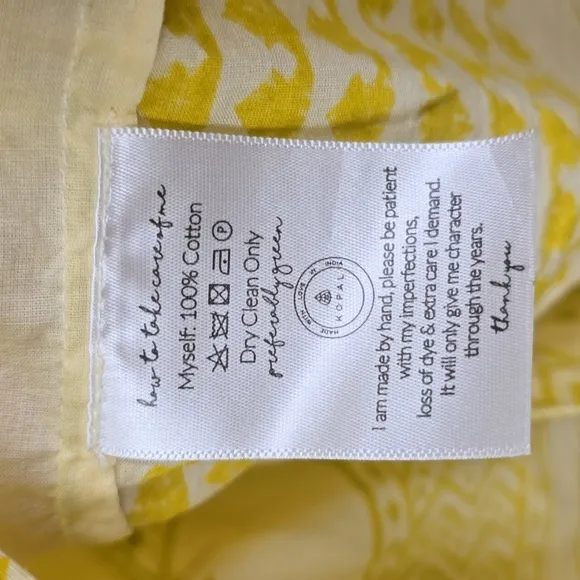 how to take care of me
Myself: 100% Cotton
P
Dry Clean Only
preferably green
MADE WITH LOVE IN INDIA
KOPAL
I am made by hand, please be patient
with my imperfections,
loss of dye & extra care I demand.
It will only give me character
through the years.
thank you